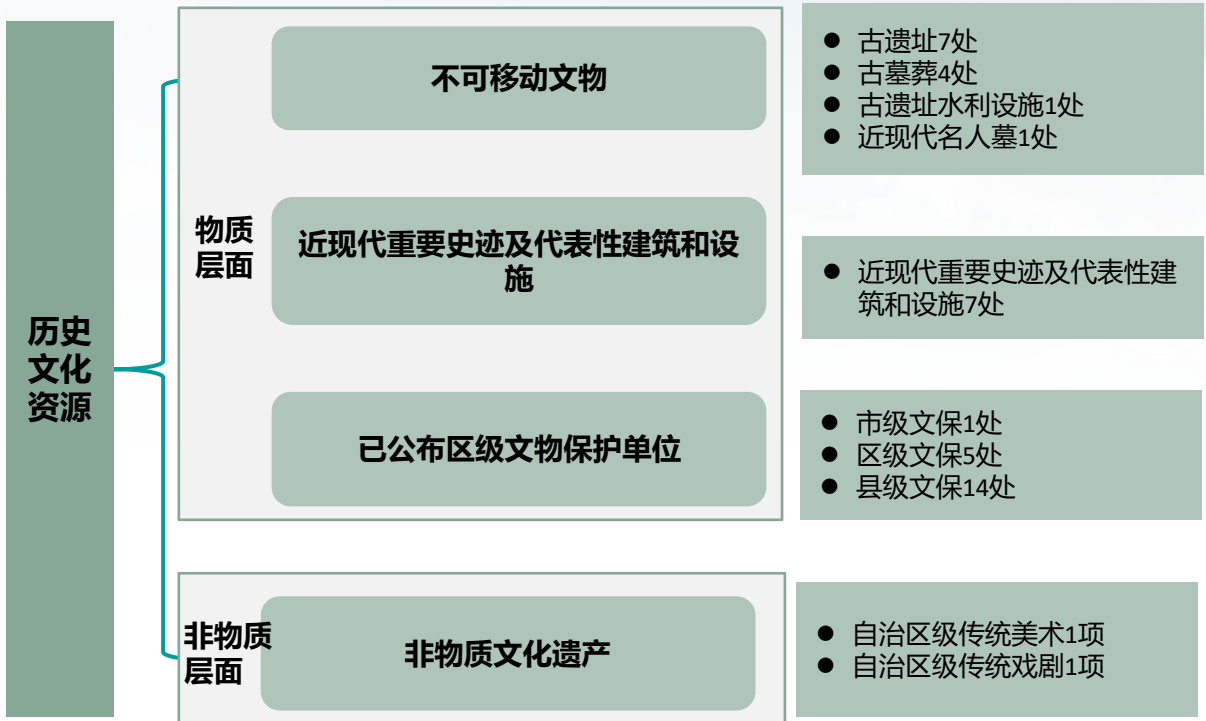 历史
文化
资源
物质
层面
不可移动文物
● 古遗址7处
● 古墓葬4处
● 古遗址水利设施1处
● 近现代名人墓1处
近现代重要史迹及代表性建筑和设
施
● 近现代重要史迹及代表性建
筑和设施7处
已公布区级文物保护单位
● 市级文保1处
● 区级文保5处
● 县级文保14处
非物质
层面
非物质文化遗产
● 自治区级传统美术1项
● 自治区级传统戏剧1项